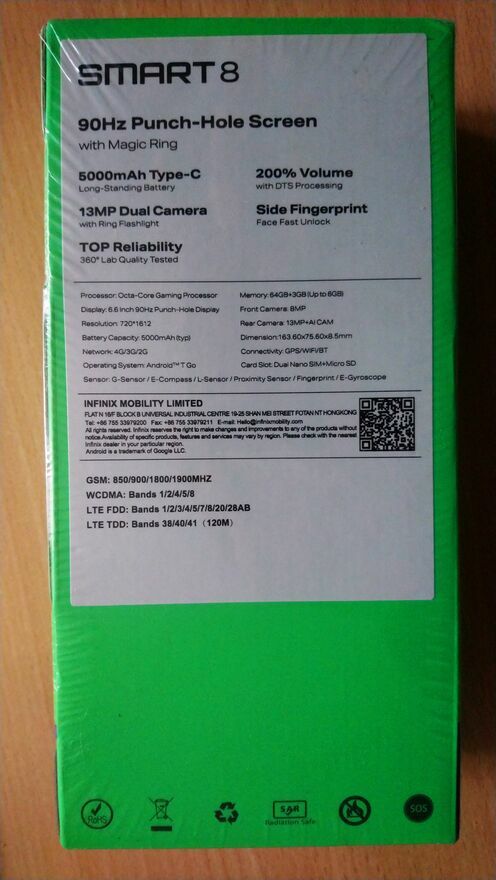 SMART 8
90Hz Punch-Hole Screen
with Magic Ring
5000mAh Type-C
Long-Standing Battery
200% Volume
with DTS Processing
13MP Dual Camera
with Ring Flashlight
Side Fingerprint
Face Fast Unlock
TOP Reliability
360° Lab Quality Tested
Processor: Octa-Core Gaming Processor
Memory: 64GB+3GB (Up to 6GB)
Display: 6.6 inch 90Hz Punch-Hole Display
Front Camera: 8MP
Resolution: 720*1612
Rear Camera: 13MP+AI CAM
Battery Capacity: 5000mAh(typ)
Dimension:163.60x75.60x8.5mm
Network: 4G/3G/2G
Connectivity: GPS/WIFI/BT
Operating System: Android™ T Go
Card Slot: Dual Nano SIM+Micro SD
Sensor: G-Sensor / E-Compass / L-Sensor / Proximity Sensor / Fingerprint / E-Gyroscope
INFINIX MOBILITY LIMITED
FLAT N 16/F BLOCK B UNIVERSAL INDUSTRIAL CENTRE 19-25 SHAN MEI STREET FOTAN NT HONGKONG
Tel: +86 755 33979200 Fax: +86 755 33979211 E-mail: Hello@infinixmobility.com
All rights reserved. Infinix reserves the right to make changes and improvements to any of the products without
notice.Availability of specific products, features and services may vary by region. Please check with the nearest
Infinix dealer in your particular region.
Android is a trademark of Google LLC.
GSM: 850/900/1800/1900MHZ
WCDMA: Bands 1/2/4/5/8
LTE FDD: Bands 1/2/3/4/5/7/8/20/28AB
LTE TDD: Bands 38/40/41（120M）
RoHS
SAR
Radiation Safe
SOS